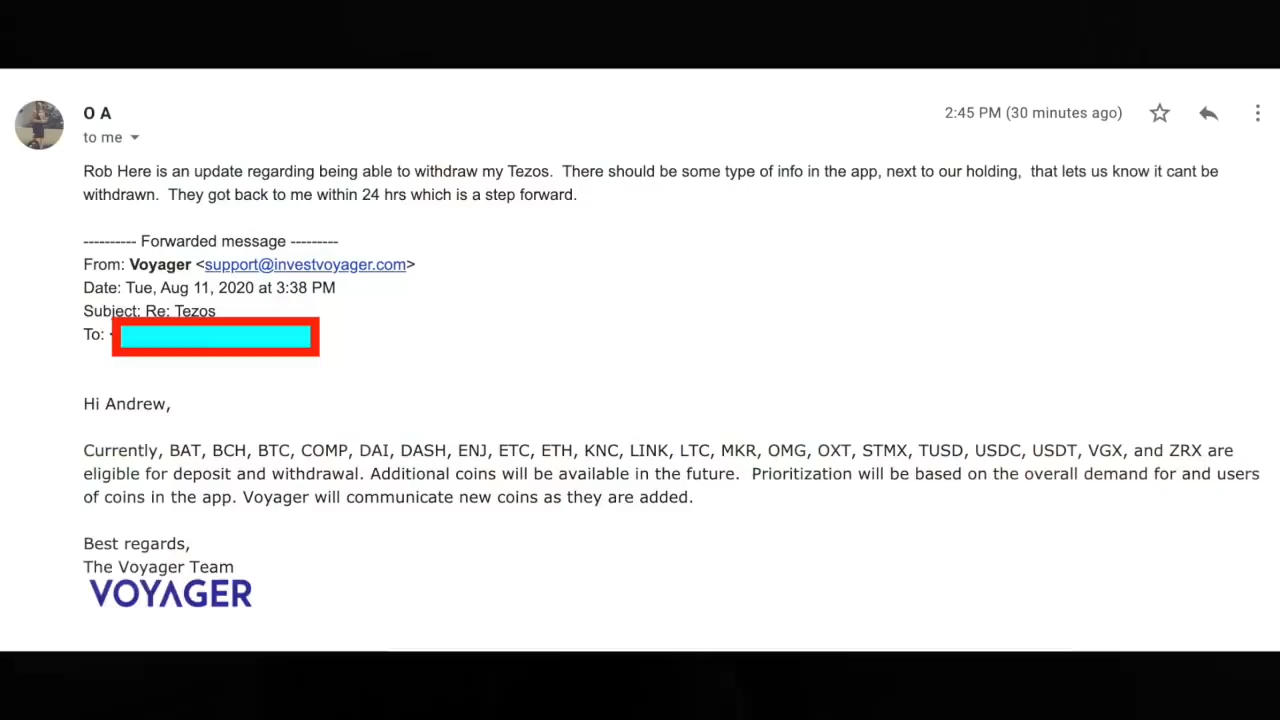 O A
2:45 PM (30 minutes ago)
to me
Rob Here is an update regarding being able to withdraw my Tezos.  There should be some type of info in the app, next to our holding,  that lets us know it cant be
withdrawn.  They got back to me within 24 hrs which is a step forward.
---------- Forwarded message ---------
From: Voyager <support@investvoyager.com>
Date: Tue, Aug 11, 2020 at 3:38 PM
Subject: Re: Tezos
To:
Hi Andrew,
Currently, BAT, BCH, BTC, COMP, DAI, DASH, ENJ, ETC, ETH, KNC, LINK, LTC, MKR, OMG, OXT, STMX, TUSD, USDC, USDT, VGX, and ZRX are
eligible for deposit and withdrawal. Additional coins will be available in the future.  Prioritization will be based on the overall demand for and users
of coins in the app. Voyager will communicate new coins as they are added.
Best regards,
The Voyager Team
VOYAGER